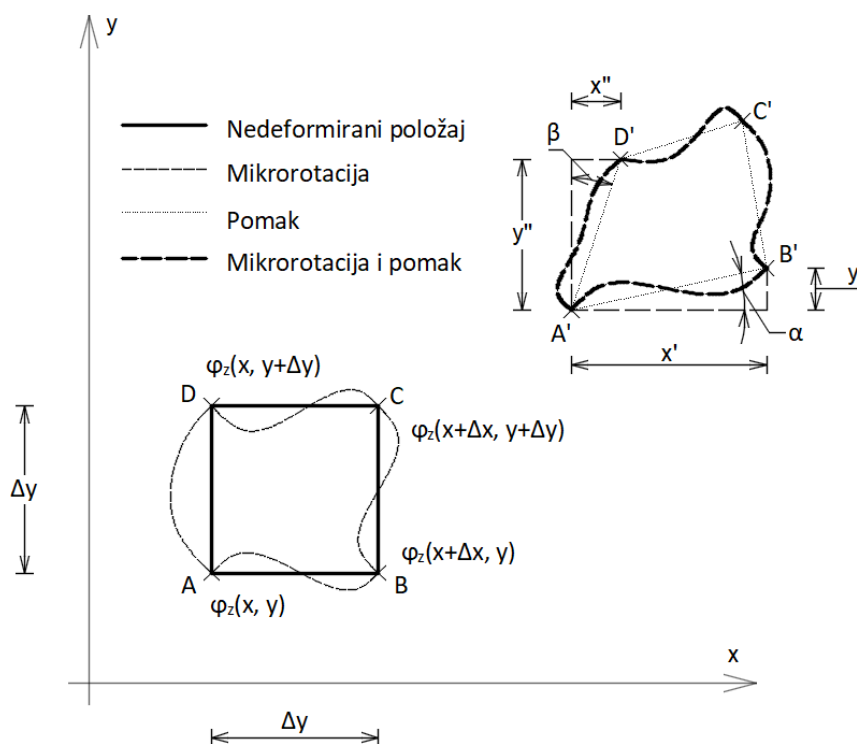 y
x"
C'
β
D'
Nedeformirani položaj
Mikrorotacija
y"
Pomak
B'
Mikrorotacija i pomak
y
A'
α
x'
φz(x, y+Δy)
D
C
φz(x+Δx, y+Δy)
Δy
φz(x+Δx, y)
A
B
φz(x, y)
x
Δy